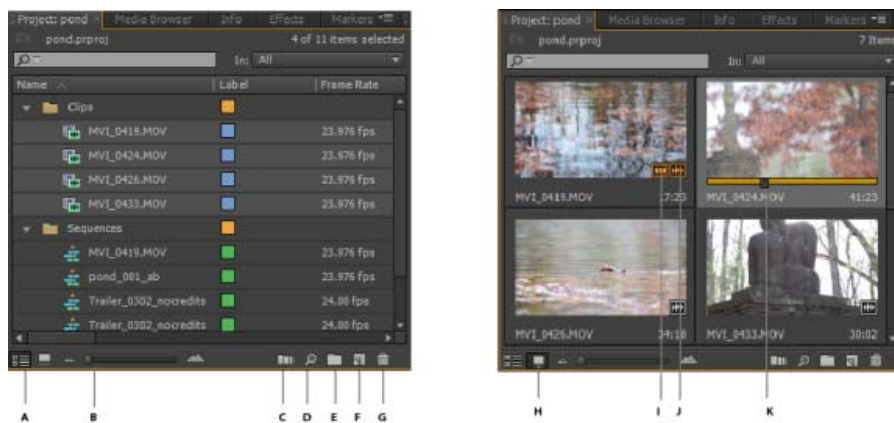 Project: pond × Media Browser Info Effects Markers
pond.prproj 4 of 11 items selected
In: All
Name Label Frame Rate
Clips
MVI_0419.MOV 23.976 fps
MVI_0424.MOV 23.976 fps
MVI_0426.MOV 23.976 fps
MVI_0433.MOV 23.976 fps
Sequences
MVI_0419.MOV 23.976 fps
pond_001_ab 23.976 fps
Trailer_0302_nocredits 24.00 fps
Trailer_0302_nocredits 24.00 fps
A B C D E F G
Project: pond × Media Browser Info Effects Markers
pond.prproj 7 Items
In: All
MVI_0419.MOV 17:23 MVI_0424.MOV 41:23
MVI_0426.MOV 34:18 MVI_0433.MOV 30:02
H I J K